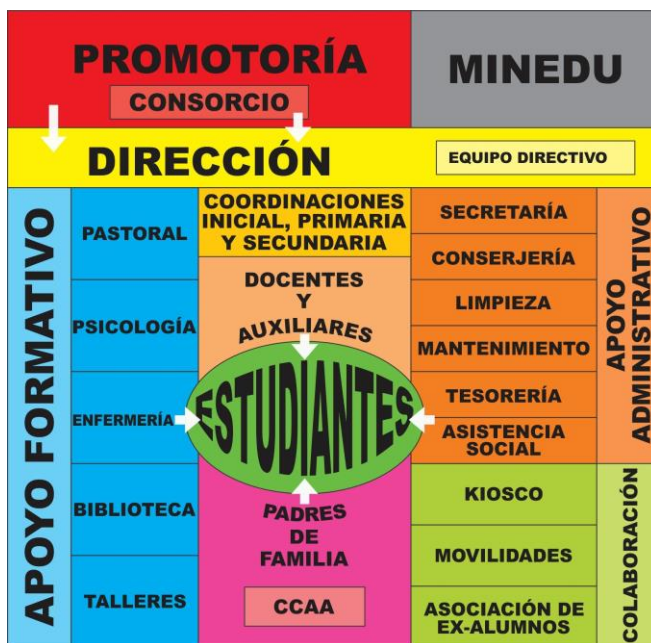 PROMOTORÍA
CONSORCIO
MINEDU
DIRECCIÓN
EQUIPO DIRECTIVO
APOYO FORMATIVO
PASTORAL
PSICOLOGÍA
ENFERMERÍA
BIBLIOTECA
TALLERES
COORDINACIONES
INICIAL, PRIMARIA
Y SECUNDARIA
DOCENTES
Y
AUXILIARES
ESTUDIANTES
PADRES
DE
FAMILIA
CCAA
SECRETARÍA
CONSERJERÍA
LIMPIEZA
MANTENIMIENTO
TESORERÍA
ASISTENCIA
SOCIAL
APOYO
ADMINISTRATIVO
KIOSCO
MOVILIDADES
ASOCIACIÓN DE
EX-ALUMNOS
COLABORACIÓN